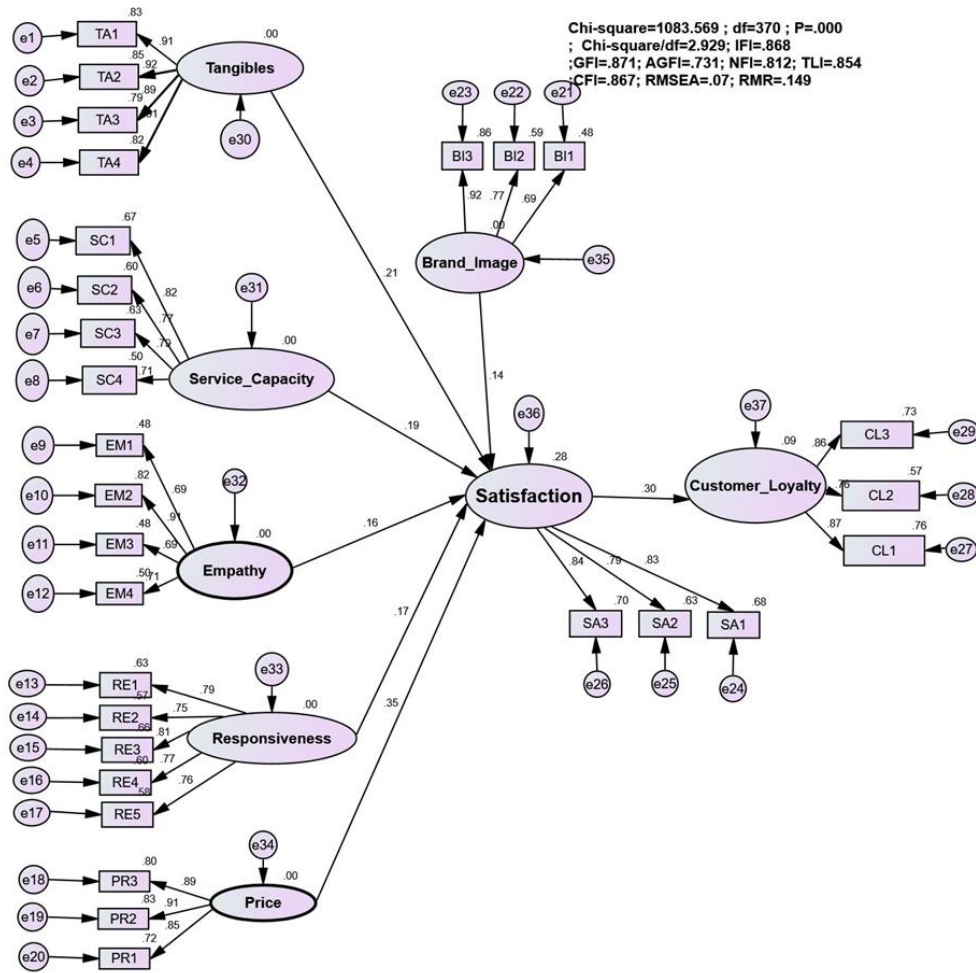 Chi-square=1083.569 ; df=370 ; P=.000
; Chi-square/df=2.929; IFI=.868
;GFI=.871; AGFI=.731; NFI=.812; TLI=.854
;CFI=.867; RMSEA=.07; RMR=.149
e1 TA1 .83 .91
e2 TA2 .85 .92
e3 TA3 .79 .89
e4 TA4 .82
.00
Tangibles
e30
.21
e23 e22 e21
.86 .59 .48
BI3 BI2 BI1
.92 .77 .69
.00
Brand_Image
e35
.14
e5 SC1 .67 .82
e6 SC2 .60 .77
e7 SC3 .63 .79
e8 SC4 .50 .71
e31
.00
Service_Capacity
.19
e9 EM1 .48 .69
e10 EM2 .82 .91
e11 EM3 .48 .69
e12 EM4 .50 .71
e32
.00
Empathy
.16
e36
.28
Satisfaction
.30
e37
.09
Customer_Loyalty
.86 CL3 .73 e29
.76 CL2 .57 e28
.87 CL1 .76 e27
.84 .79 .83
.70 .63 .68
SA3 SA2 SA1
e26 e25 e24
e13 RE1 .63 .79
e14 RE2 .57 .75
e15 RE3 .66 .81
e16 RE4 .60 .77
e17 RE5 .58 .76
e33
.00
Responsiveness
.17
e18 PR3 .80 .89
e19 PR2 .83 .91
e20 PR1 .72 .85
e34
.00
Price
.35